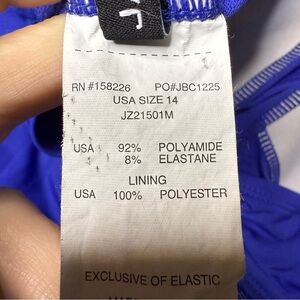 RN #158226 PO#JBC1225
USA SIZE 14
JZ21501M
USA 92% POLYAMIDE
8% ELASTANE
LINING
USA 100% POLYESTER
EXCLUSIVE OF ELASTIC